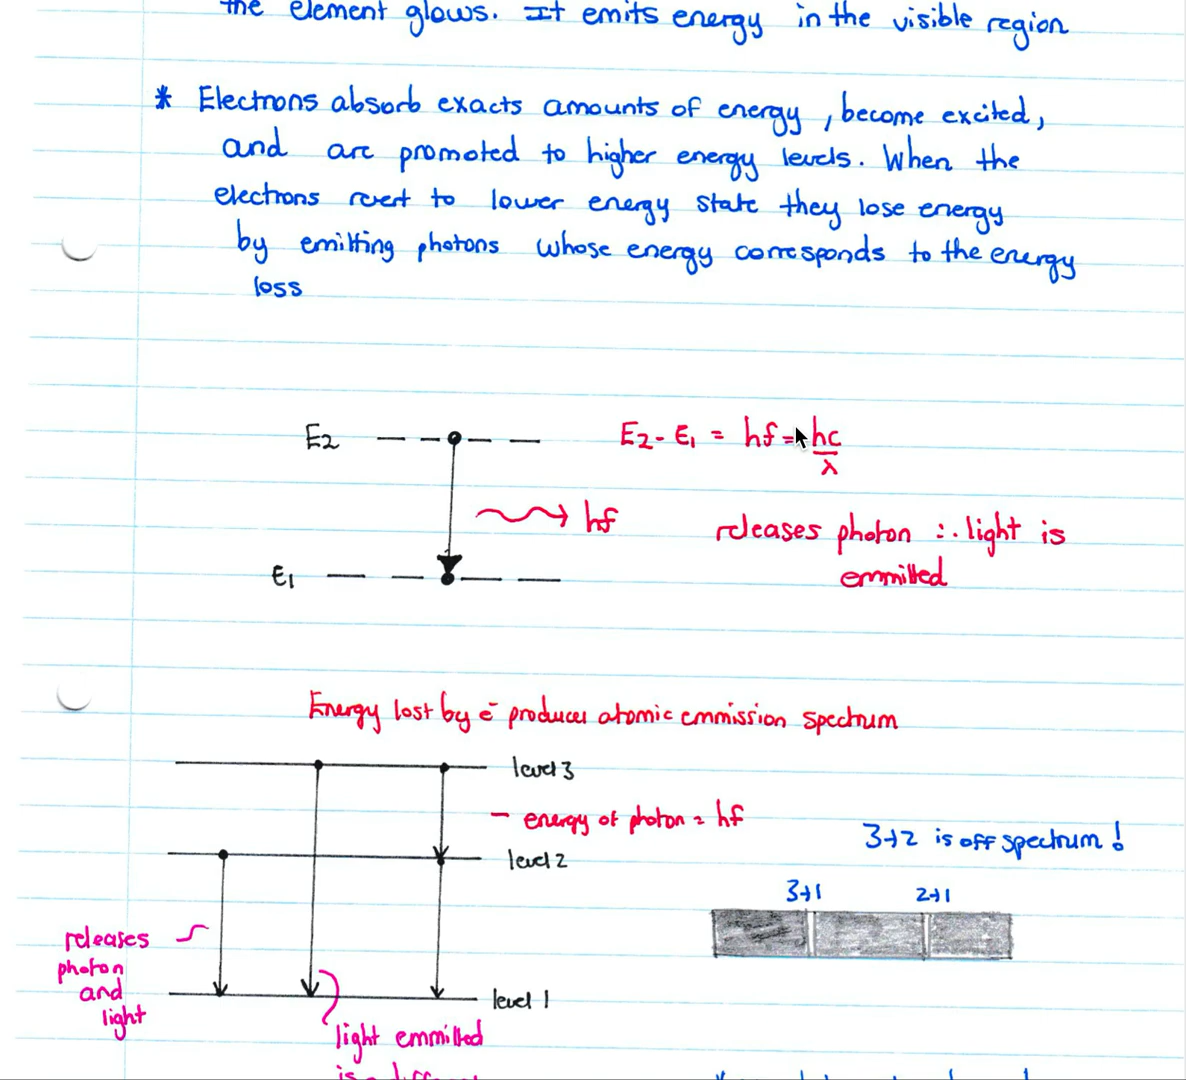 the element glows. It emits energy in the visible region
* Electrons absorb exacts amounts of energy, become excited,
and are promoted to higher energy levels. When the
electrons revert to lower energy state they lose energy
by emitting photons whose energy corresponds to the energy
loss
E2
E2 - E1 = hf = hc/λ
hf
releases photon ∴ light is
emmitted
E1
Energy lost by e- produces atomic emmission spectrum
level 3
- energy of photon = hf
3→2 is off spectrum!
level 2
3→1 2→1
releases
photon
and
light
level 1
light emmitted
is a different